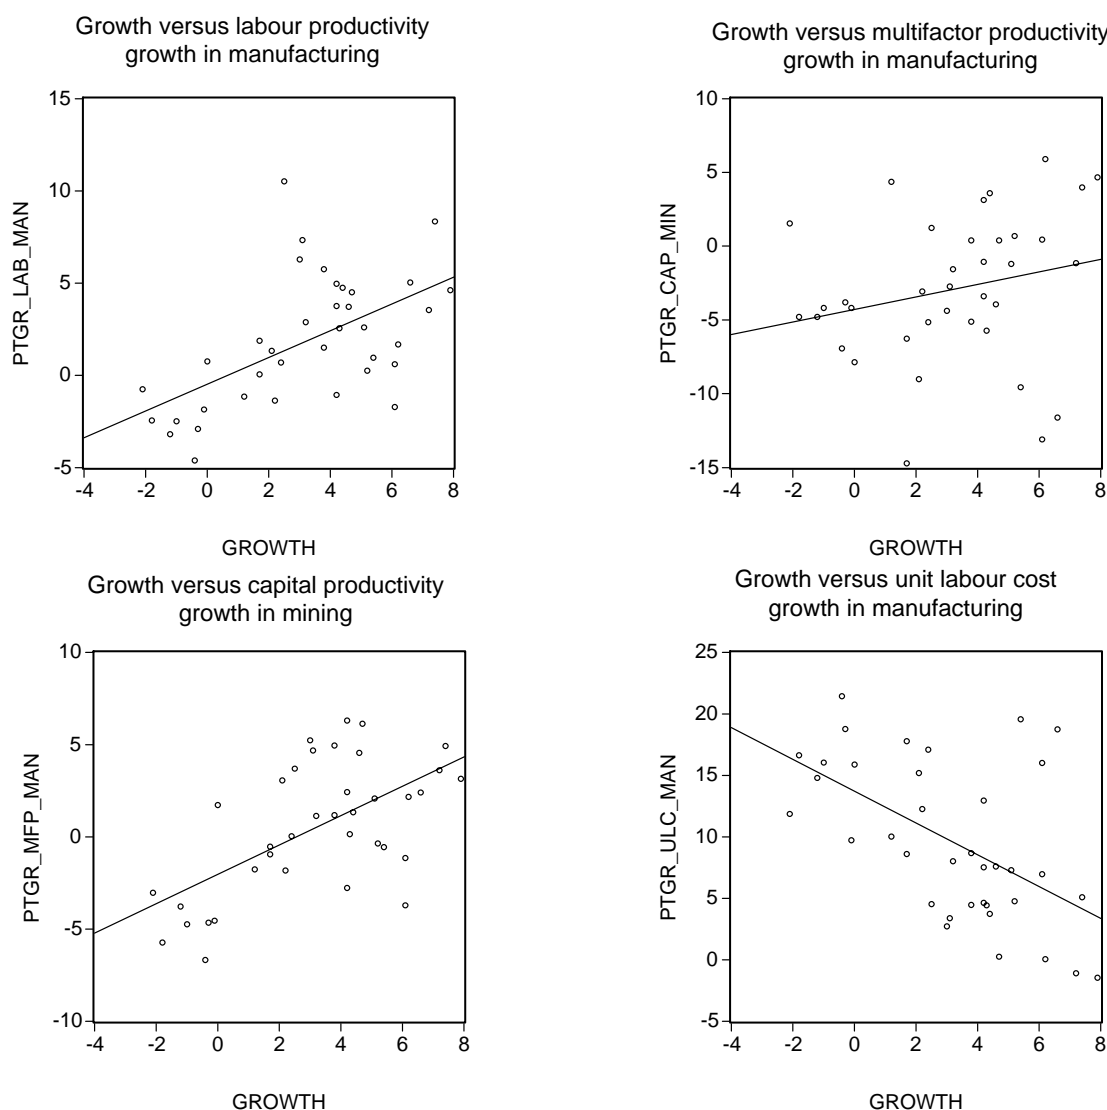 Growth versus labour productivity
growth in manufacturing
15
10
5
0
-5
PTGR_LAB_MAN
-4 -2 0 2 4 6 8
GROWTH
Growth versus multifactor productivity
growth in manufacturing
10
5
0
-5
-10
-15
PTGR_CAP_MIN
-4 -2 0 2 4 6 8
GROWTH
Growth versus capital productivity
growth in mining
10
5
0
-5
-10
PTGR_MFP_MAN
-4 -2 0 2 4 6 8
GROWTH
Growth versus unit labour cost
growth in manufacturing
25
20
15
10
5
0
-5
PTGR_ULC_MAN
-4 -2 0 2 4 6 8
GROWTH